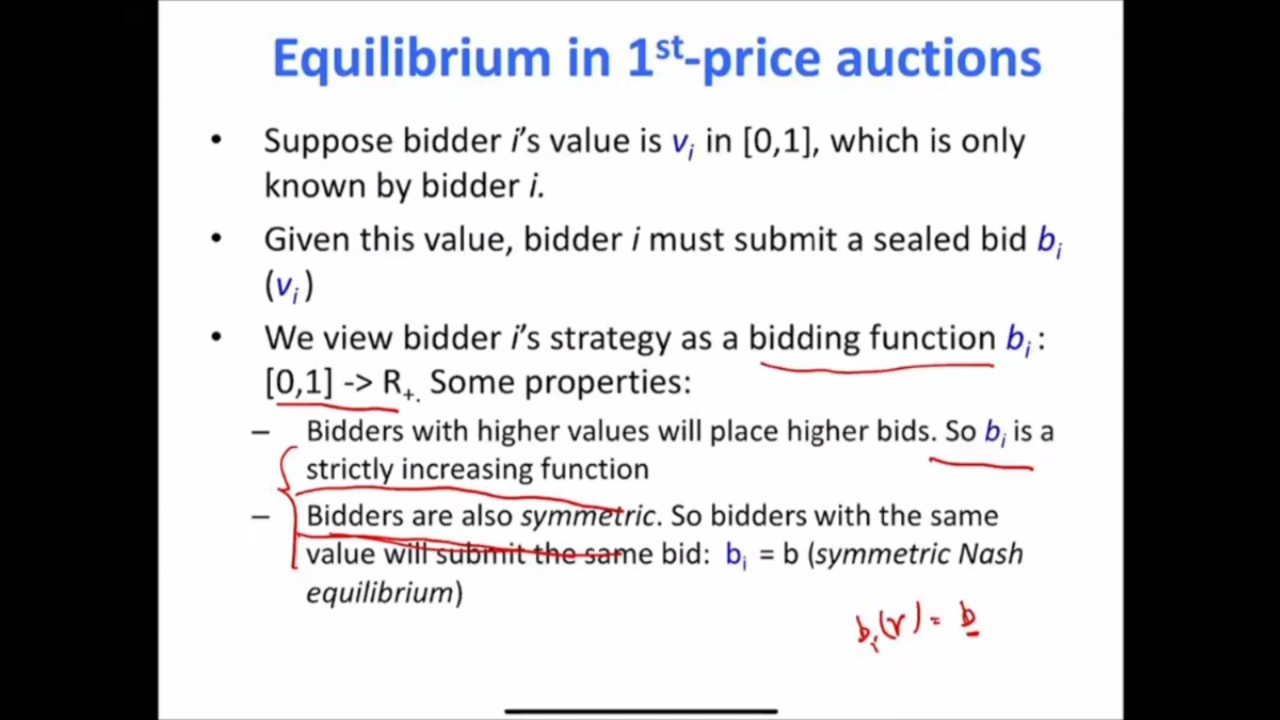 Equilibrium in 1st-price auctions
• Suppose bidder i's value is vi in [0,1], which is only
known by bidder i.
• Given this value, bidder i must submit a sealed bid bi
(vi)
• We view bidder i's strategy as a bidding function bi :
[0,1] -> R+. Some properties:
– Bidders with higher values will place higher bids. So bi is a
strictly increasing function
– Bidders are also symmetric. So bidders with the same
value will submit the same bid: bi = b (symmetric Nash
equilibrium)
bi(r) = b